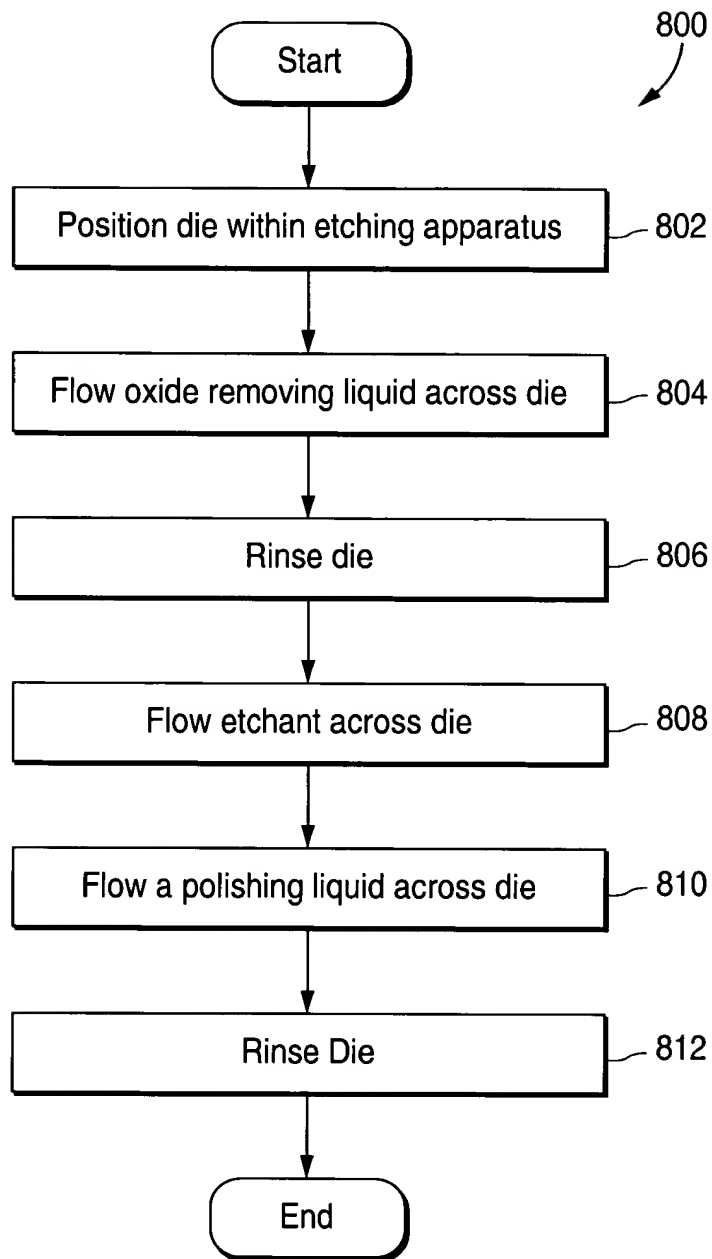 800
Start
Position die within etching apparatus 802
Flow oxide removing liquid across die 804
Rinse die 806
Flow etchant across die 808
Flow a polishing liquid across die 810
Rinse Die 812
End